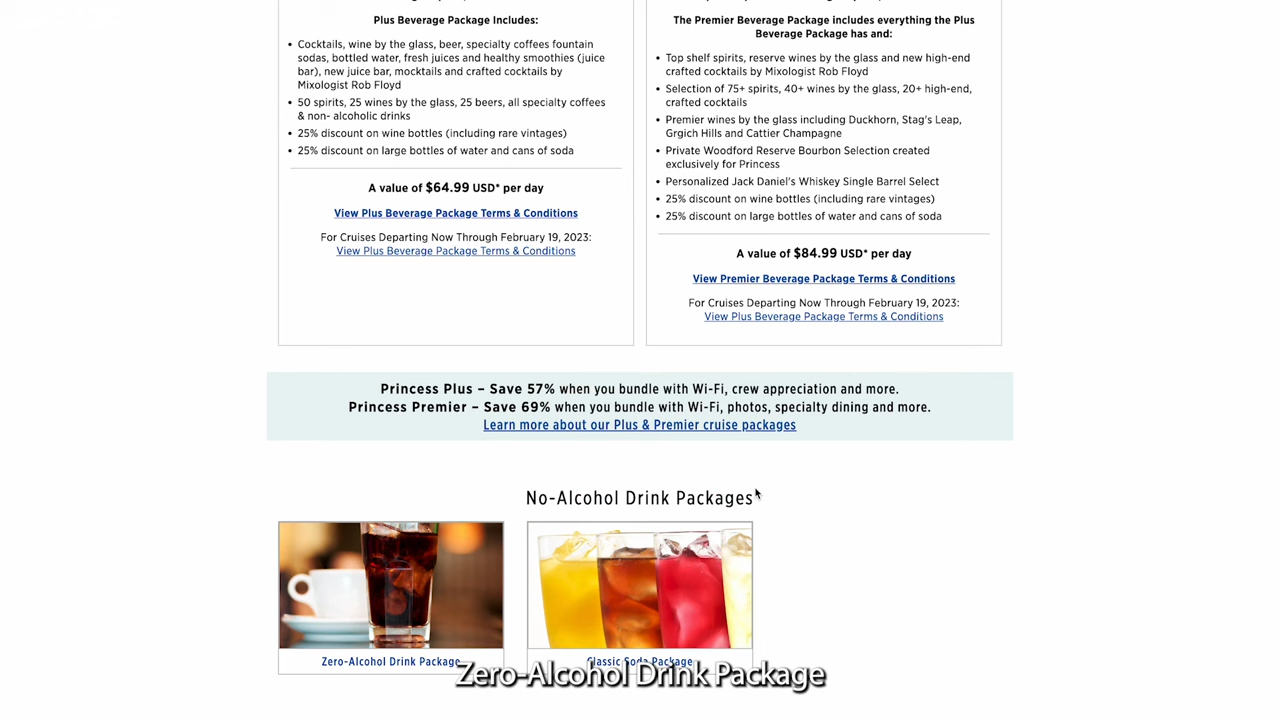 Plus Beverage Package Includes:
• Cocktails, wine by the glass, beer, specialty coffees fountain
sodas, bottled water, fresh juices and healthy smoothies (juice
bar), new juice bar, mocktails and crafted cocktails by
Mixologist Rob Floyd
• 50 spirits, 25 wines by the glass, 25 beers, all specialty coffees
& non- alcoholic drinks
• 25% discount on wine bottles (including rare vintages)
• 25% discount on large bottles of water and cans of soda
A value of $64.99 USD* per day
View Plus Beverage Package Terms & Conditions
For Cruises Departing Now Through February 19, 2023:
View Plus Beverage Package Terms & Conditions
The Premier Beverage Package includes everything the Plus
Beverage Package has and:
• Top shelf spirits, reserve wines by the glass and new high-end
crafted cocktails by Mixologist Rob Floyd
• Selection of 75+ spirits, 40+ wines by the glass, 20+ high-end,
crafted cocktails
• Premier wines by the glass including Duckhorn, Stag's Leap,
Grgich Hills and Cattier Champagne
• Private Woodford Reserve Bourbon Selection created
exclusively for Princess
• Personalized Jack Daniel's Whiskey Single Barrel Select
• 25% discount on wine bottles (including rare vintages)
• 25% discount on large bottles of water and cans of soda
A value of $84.99 USD* per day
View Premier Beverage Package Terms & Conditions
For Cruises Departing Now Through February 19, 2023:
View Plus Beverage Package Terms & Conditions
Princess Plus – Save 57% when you bundle with Wi-Fi, crew appreciation and more.
Princess Premier – Save 69% when you bundle with Wi-Fi, photos, specialty dining and more.
Learn more about our Plus & Premier cruise packages
No-Alcohol Drink Packages
Zero-Alcohol Drink Package
Classic Soda Package
Zero-Alcohol Drink Package